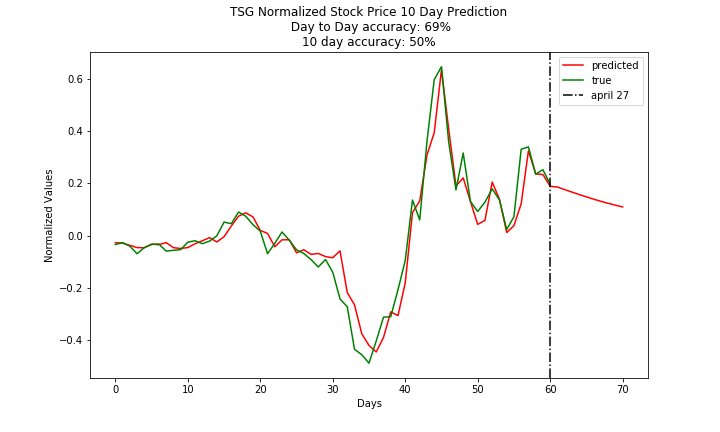 TSG Normalized Stock Price 10 Day Prediction
Day to Day accuracy: 69%
10 day accuracy: 50%
predicted
true
april 27
Normalized Values
0.6
0.4
0.2
0.0
−0.2
−0.4
0 10 20 30 40 50 60 70
Days